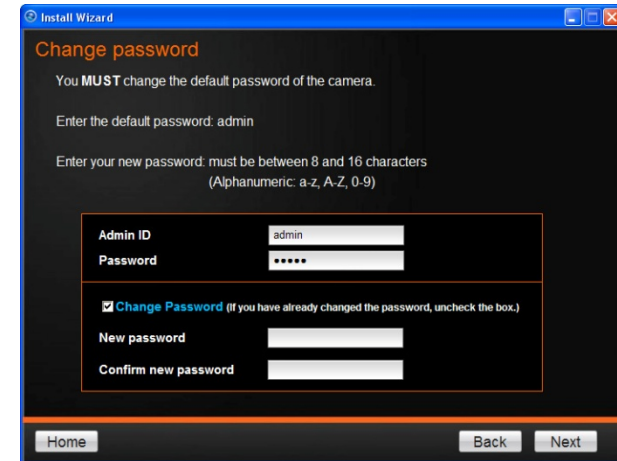 Install Wizard
Change password
You MUST change the default password of the camera.
Enter the default password: admin
Enter your new password: must be between 8 and 16 characters
(Alphanumeric: a-z, A-Z, 0-9)
Admin ID admin
Password •••••
Change Password (If you have already changed the password, uncheck the box.)
New password
Confirm new password
Home Back Next